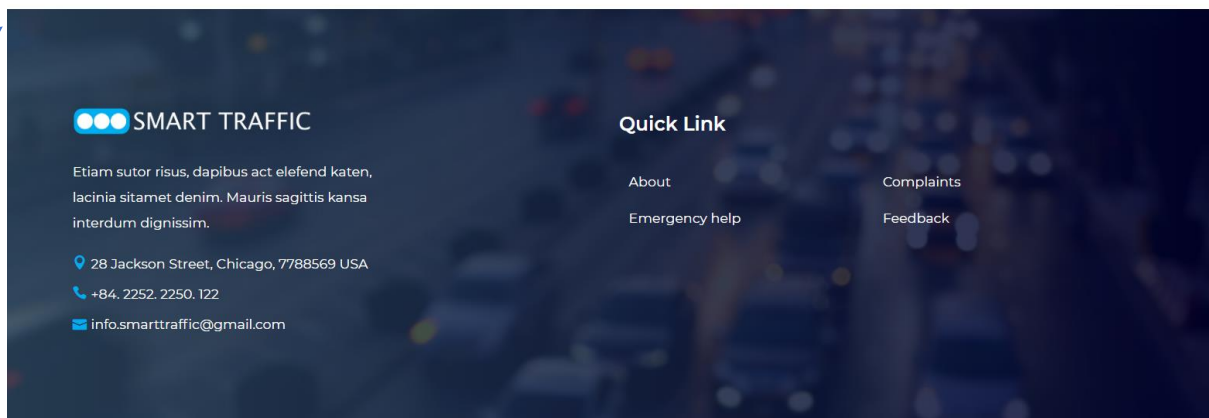 SMART TRAFFIC
Etiam sutor risus, dapibus act elefend katen,
lacinia sitamet denim. Mauris sagittis kansa
interdum dignissim.
28 Jackson Street, Chicago, 7788569 USA
+84. 2252. 2250. 122
info.smarttraffic@gmail.com
Quick Link
About
Complaints
Emergency help
Feedback